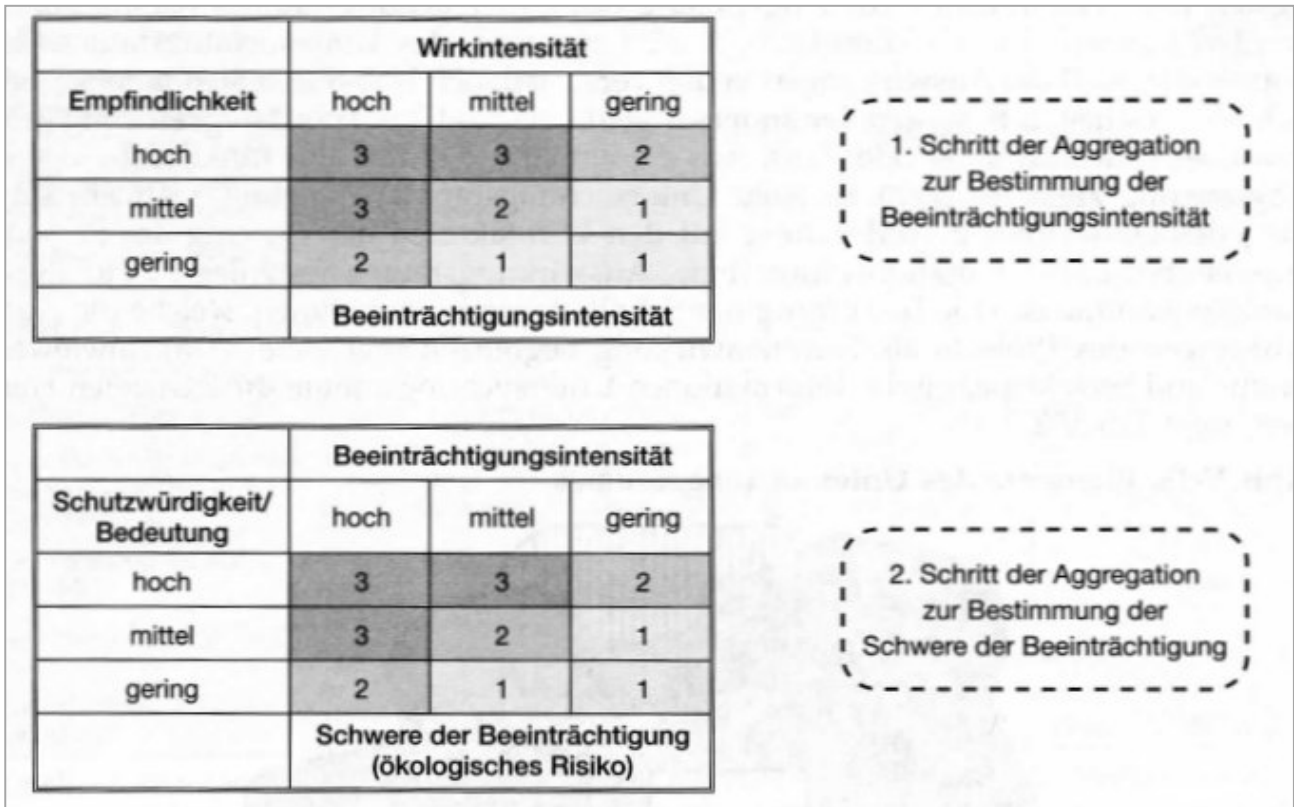 Wirkintensität
Empfindlichkeit hoch mittel gering
hoch 3 3 2
mittel 3 2 1
gering 2 1 1
Beeinträchtigungsintensität
1. Schritt der Aggregation
zur Bestimmung der
Beeinträchtigungsintensität
Beeinträchtigungsintensität
Schutzwürdigkeit/
Bedeutung hoch mittel gering
hoch 3 3 2
mittel 3 2 1
gering 2 1 1
Schwere der Beeinträchtigung
(ökologisches Risiko)
2. Schritt der Aggregation
zur Bestimmung der
Schwere der Beeinträchtigung